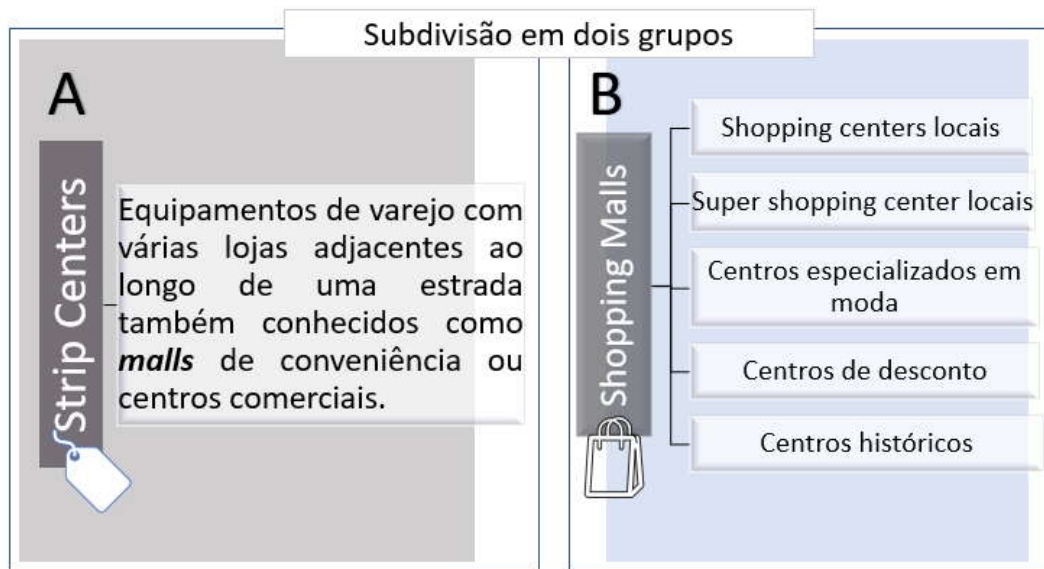 Subdivisão em dois grupos
A
Strip Centers
Equipamentos de varejo com
várias lojas adjacentes ao
longo de uma estrada
também conhecidos como
malls de conveniência ou
centros comerciais.
B
Shopping Malls
Shopping centers locais
Super shopping center locais
Centros especializados em
moda
Centros de desconto
Centros históricos